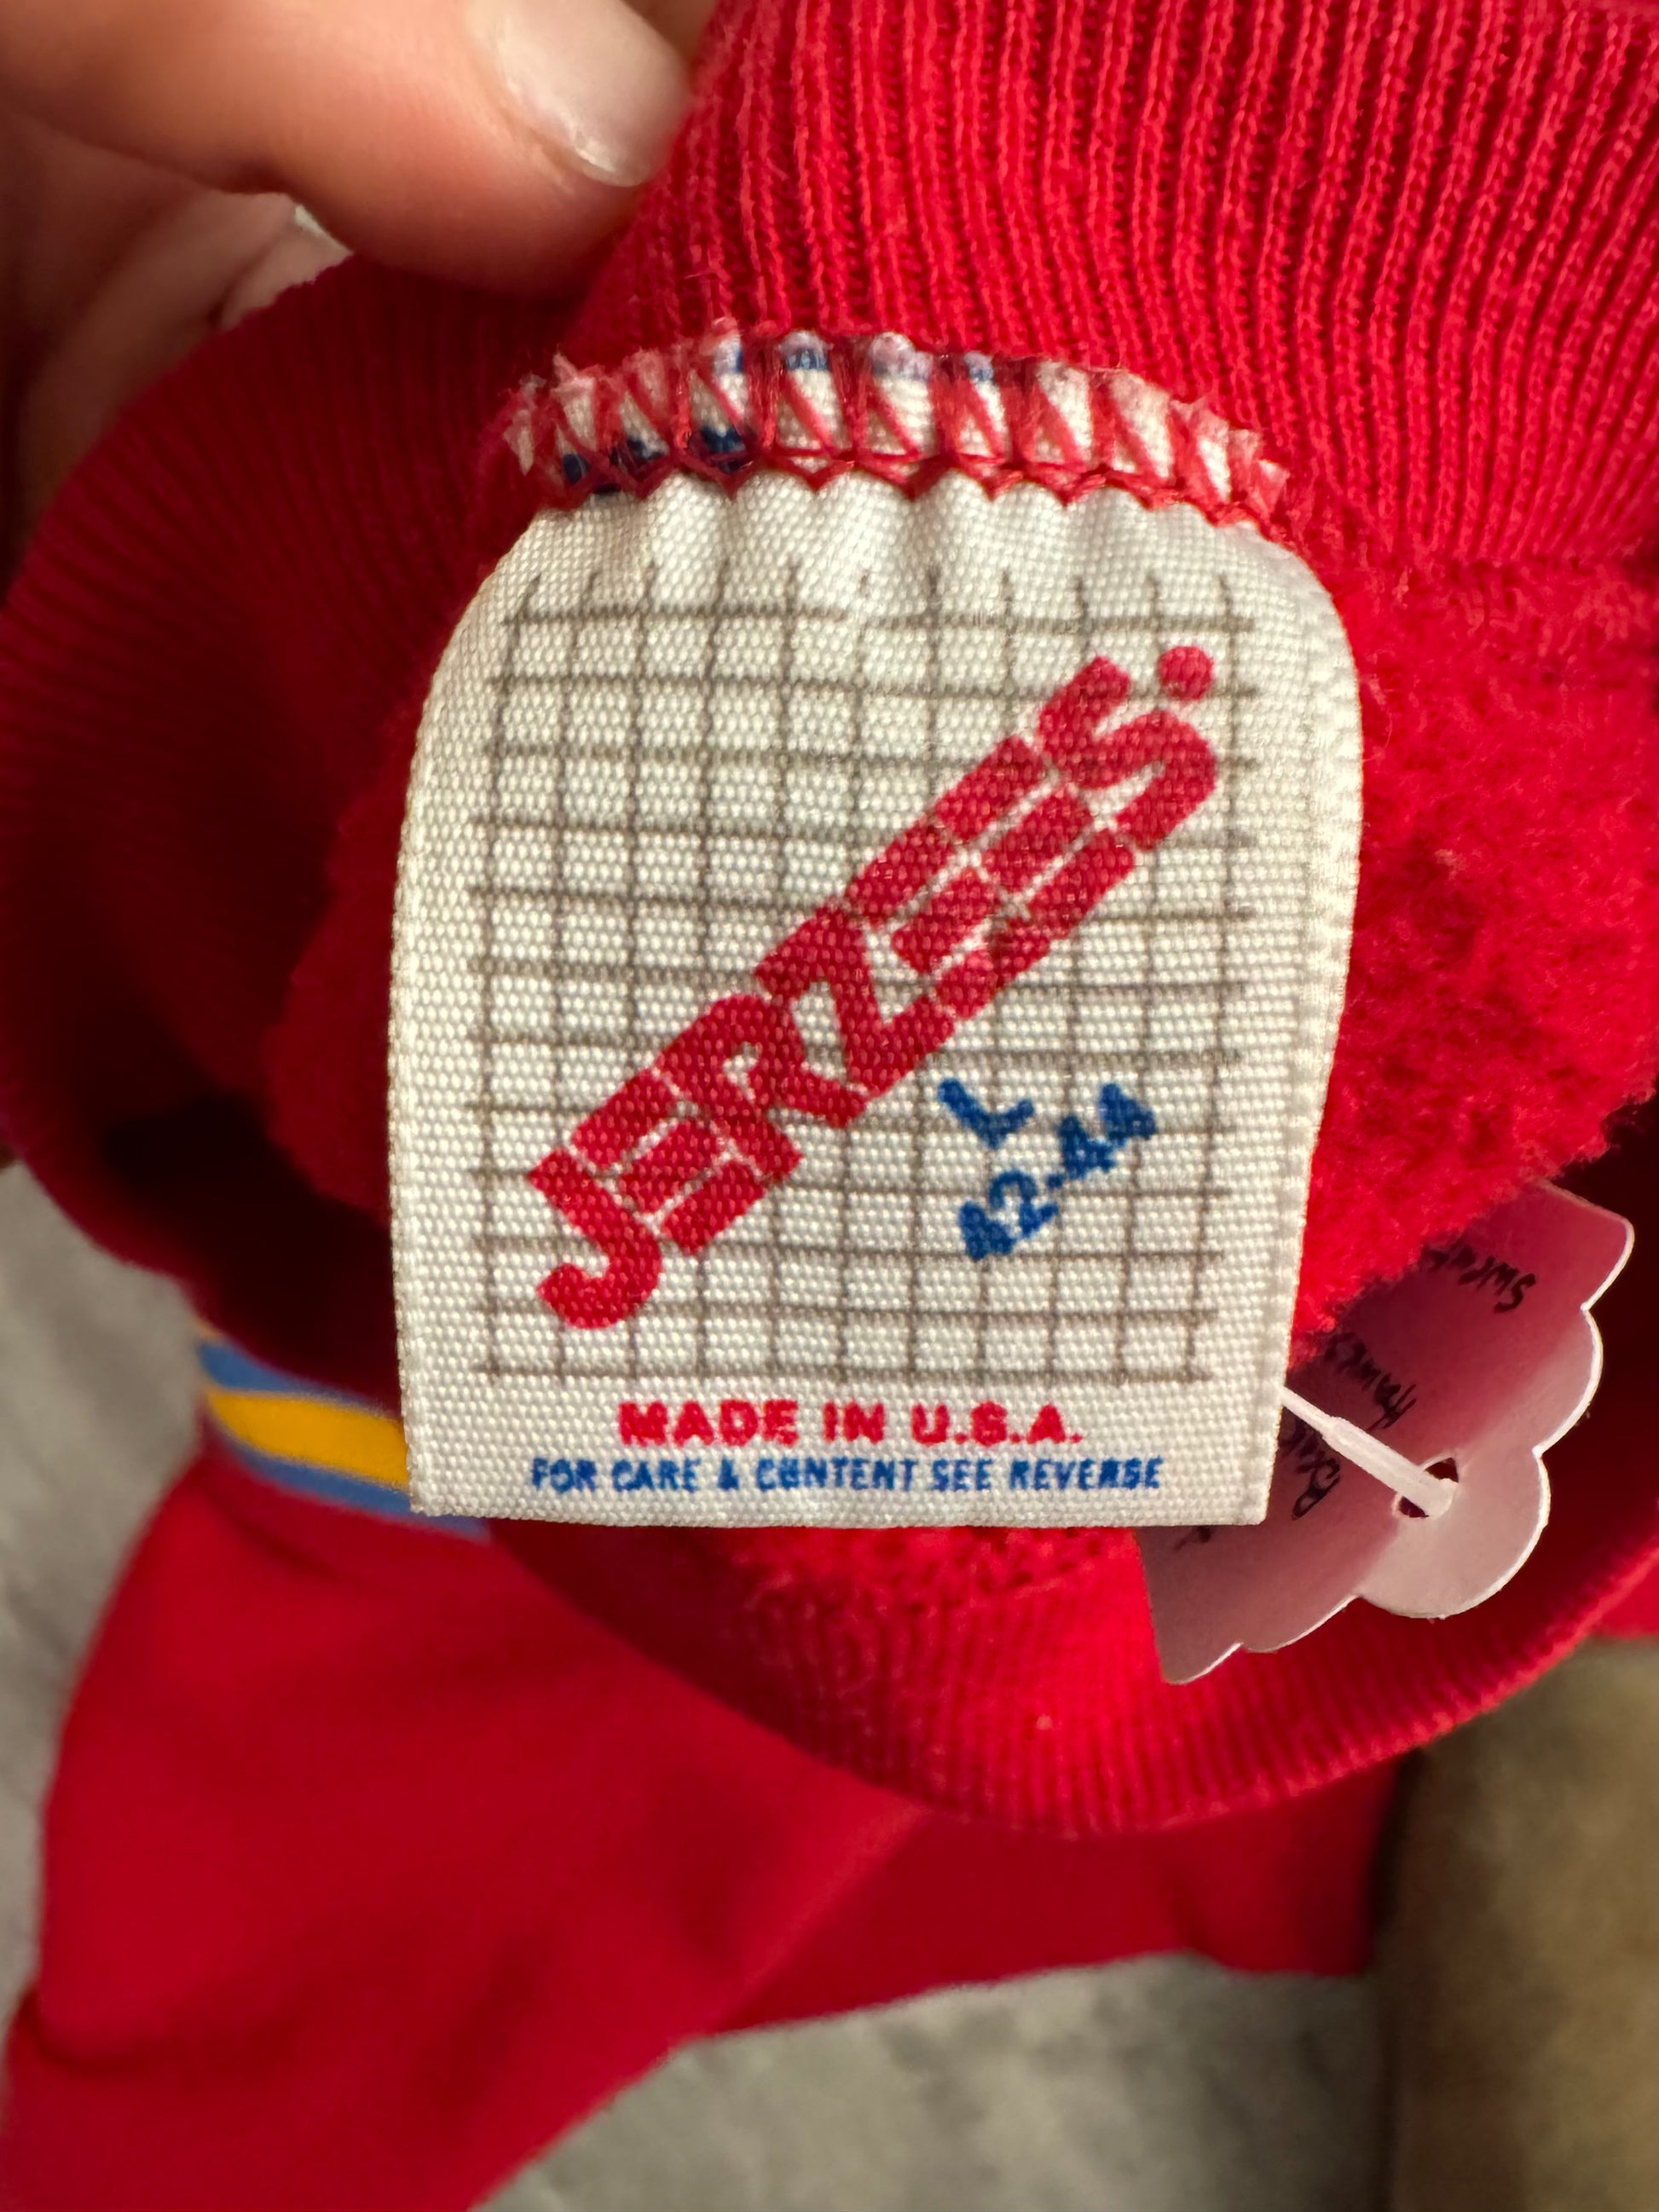 JERZEES.
L
42-44
MADE IN U.S.A.
FOR CARE & CONTENT SEE REVERSE